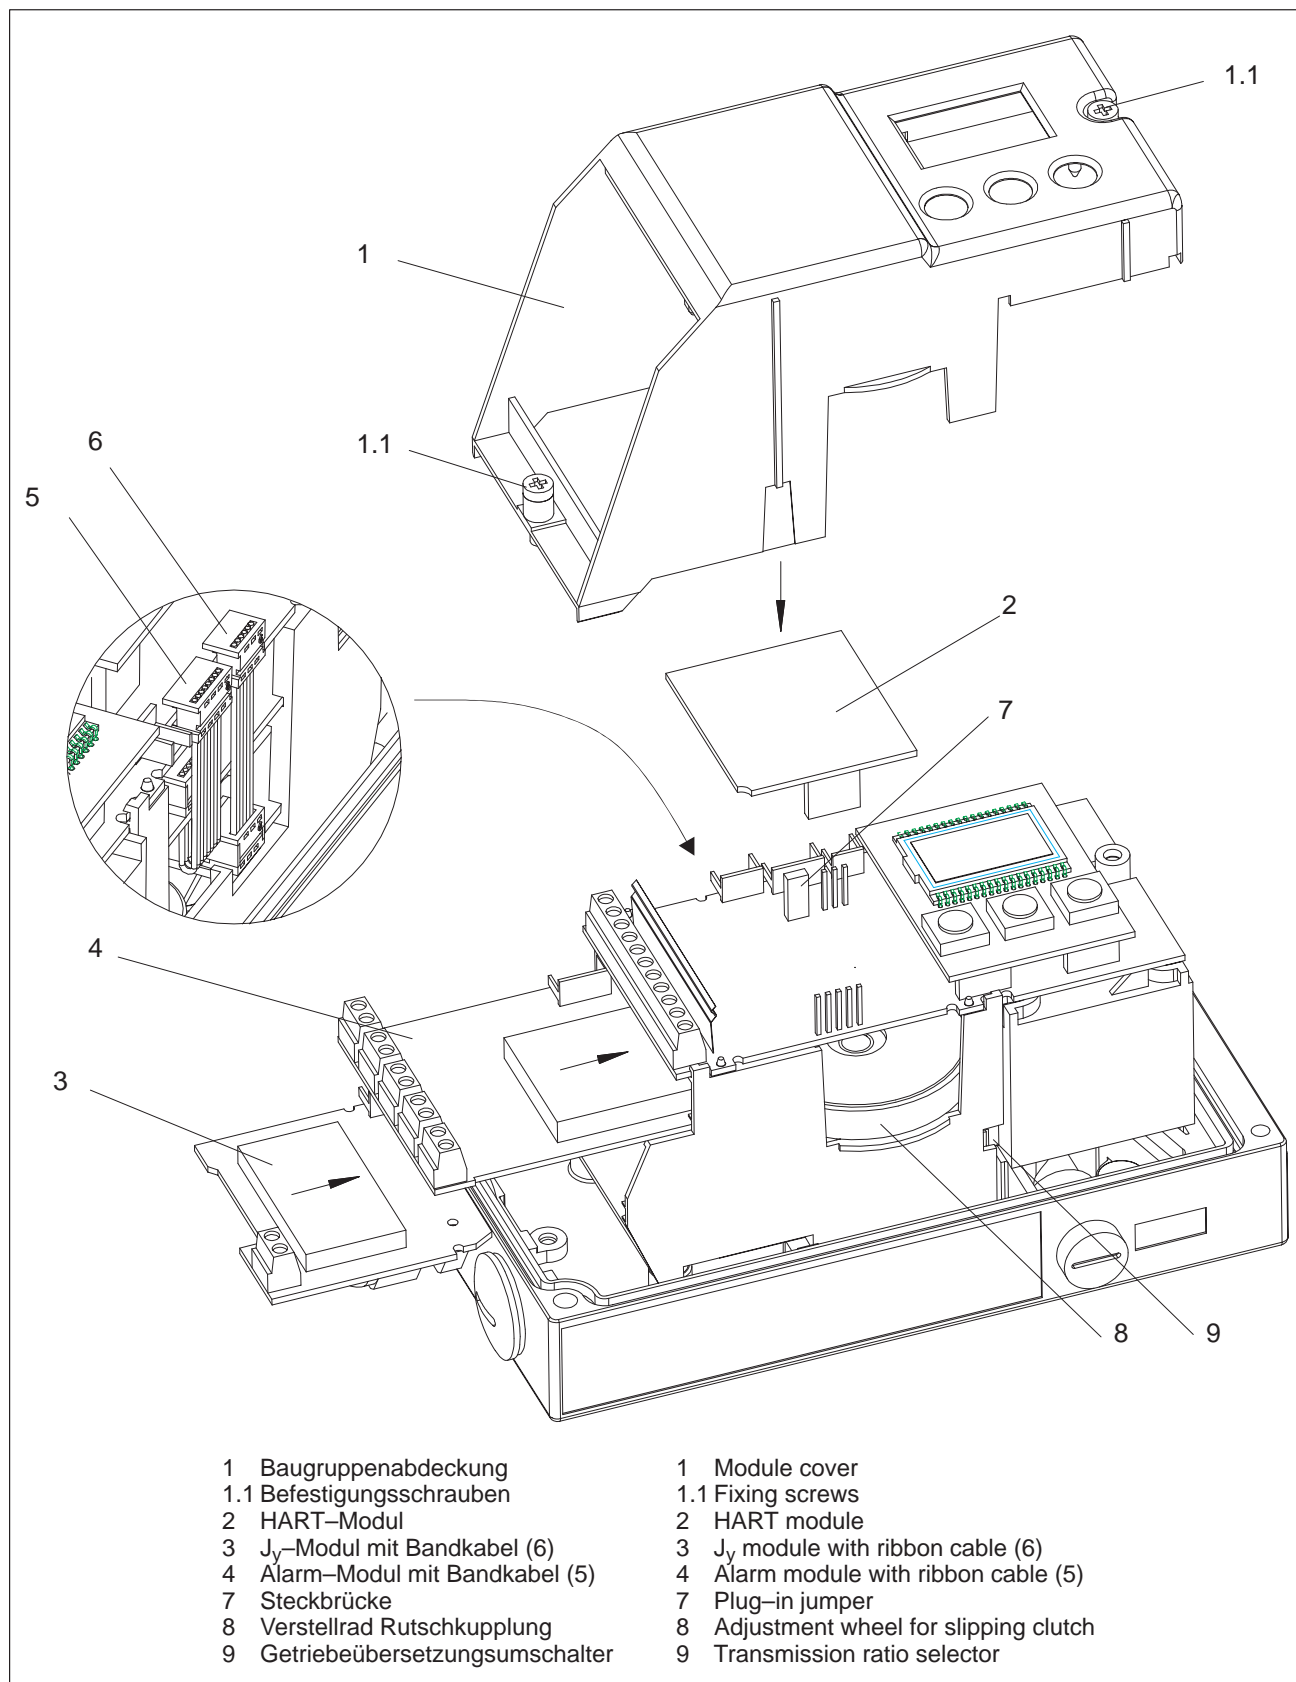 1.1
1
6
1.1
5
2
7
4
3
8
9
1 Baugruppenabdeckung
1.1 Befestigungsschrauben
2 HART–Modul
3 Jy–Modul mit Bandkabel (6)
4 Alarm–Modul mit Bandkabel (5)
7 Steckbrücke
8 Verstellrad Rutschkupplung
9 Getriebeübersetzungsumschalter
1 Module cover
1.1 Fixing screws
2 HART module
3 Jy module with ribbon cable (6)
4 Alarm module with ribbon cable (5)
7 Plug–in jumper
8 Adjustment wheel for slipping clutch
9 Transmission ratio selector